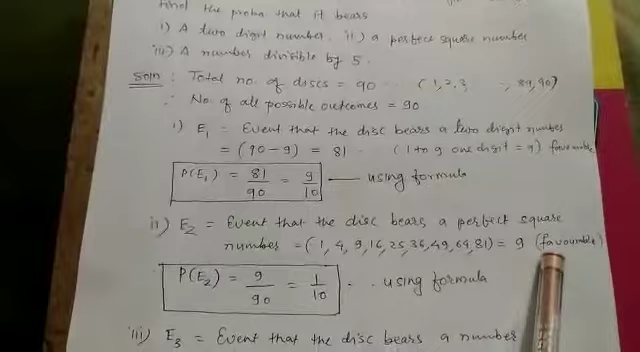 Find the proba. that it bears
i) A two digit number. ii) a perfect square number
iii) A number divisible by 5.
Soln : Total no. of discs = 90 (1,2,3, . . , 89,90)
∴ No. of all possible outcomes = 90
i) E1 = Event that the disc bears a two digit number
= (90-9) = 81 . (1 to 9 one digit = 9) favourable
P(E1) = 81/90 = 9/10 — using formula
ii) E2 = Event that the disc bears a perfect square
number = (1, 4, 9, 16, 25, 36, 49, 64, 81) = 9 (favourable)
P(E2) = 9/90 = 1/10 . . using formula
iii) E3 = Event that the disc bears a number